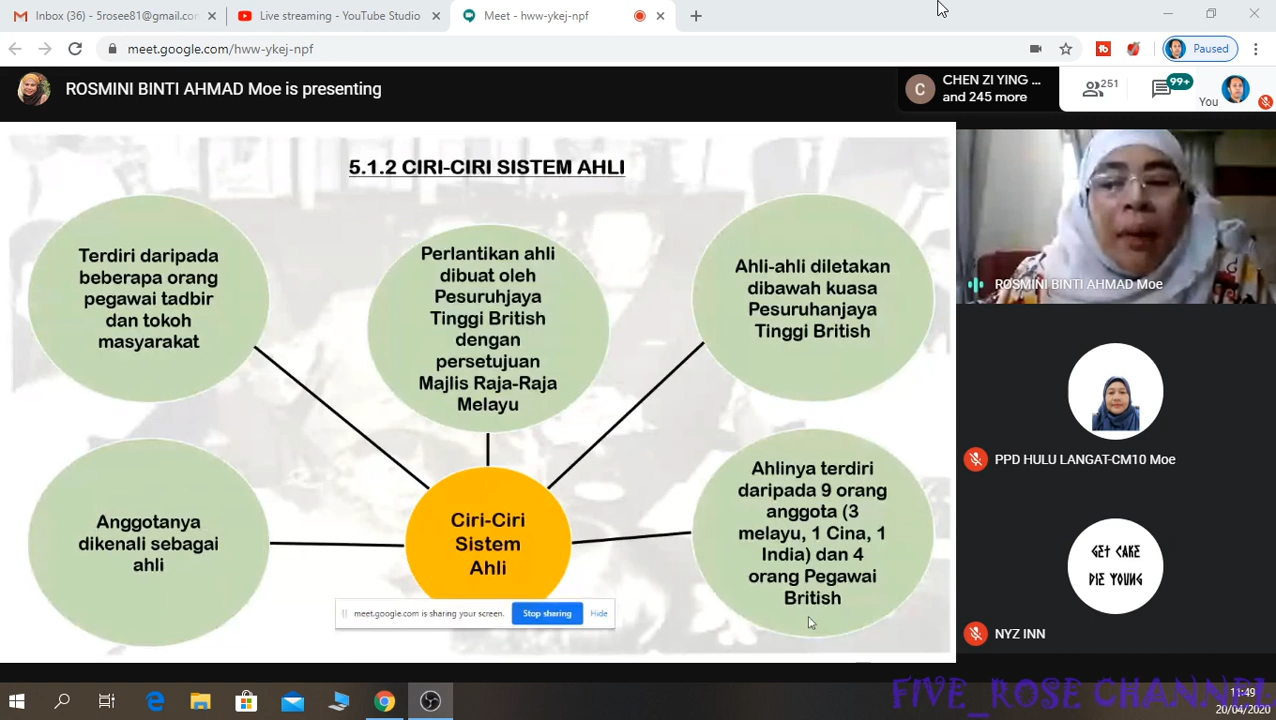 Inbox (36) - 5rosee81@gmail.co
Live streaming - YouTube Studio
Meet - hww-ykej-npf
meet.google.com/hww-ykej-npf
Paused
ROSMINI BINTI AHMAD Moe is presenting
CHEN ZI YING ...
and 245 more
C
251
99+
You
5.1.2 CIRI-CIRI SISTEM AHLI
Terdiri daripada
beberapa orang
pegawai tadbir
dan tokoh
masyarakat
Perlantikan ahli
dibuat oleh
Pesuruhjaya
Tinggi British
dengan
persetujuan
Majlis Raja-Raja
Melayu
Ahli-ahli diletakan
dibawah kuasa
Pesuruhanjaya
Tinggi British
Anggotanya
dikenali sebagai
ahli
Ciri-Ciri
Sistem
Ahli
Ahlinya terdiri
daripada 9 orang
anggota (3
melayu, 1 Cina, 1
India) dan 4
orang Pegawai
British
meet.google.com is sharing your screen.
Stop sharing
Hide
ROSMINI BINTI AHMAD Moe
PPD HULU LANGAT-CM10 Moe
GET CAKE
DIE YOUNG
NYZ INN
FIVE_ROSE CHANNEL
11:49
20/04/2020